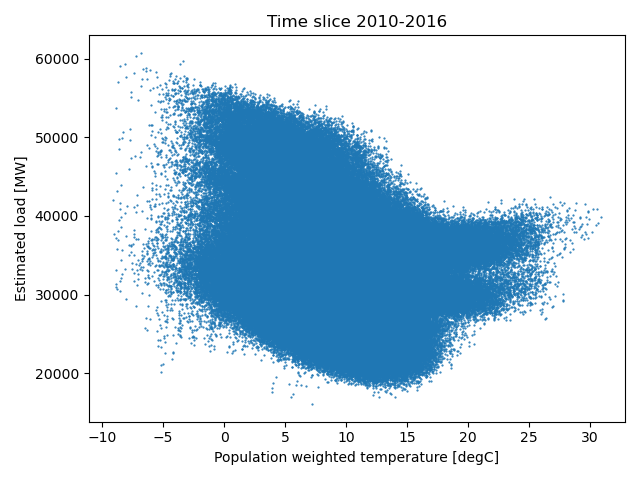 Time slice 2010-2016
60000
50000
40000
30000
20000
Estimated load [MW]
−10 −5 0 5 10 15 20 25 30
Population weighted temperature [degC]